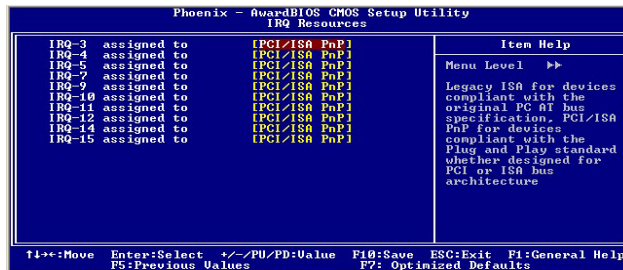 Phoenix - AwardBIOS CMOS Setup Utility
IRQ Resources
IRQ-3 assigned to [PCI/ISA PnP]
IRQ-4 assigned to [PCI/ISA PnP]
IRQ-5 assigned to [PCI/ISA PnP]
IRQ-7 assigned to [PCI/ISA PnP]
IRQ-9 assigned to [PCI/ISA PnP]
IRQ-10 assigned to [PCI/ISA PnP]
IRQ-11 assigned to [PCI/ISA PnP]
IRQ-12 assigned to [PCI/ISA PnP]
IRQ-14 assigned to [PCI/ISA PnP]
IRQ-15 assigned to [PCI/ISA PnP]
Item Help
Menu Level ►►
Legacy ISA for devices
compliant with the
original PC AT bus
specification, PCI/ISA
PnP for devices
compliant with the
Plug and Play standard
whether designed for
PCI or ISA bus
architecture
↑↓→←:Move Enter:Select +/-/PU/PD:Value F10:Save ESC:Exit F1:General Help
F5:Previous Values F7: Optimized Defaults